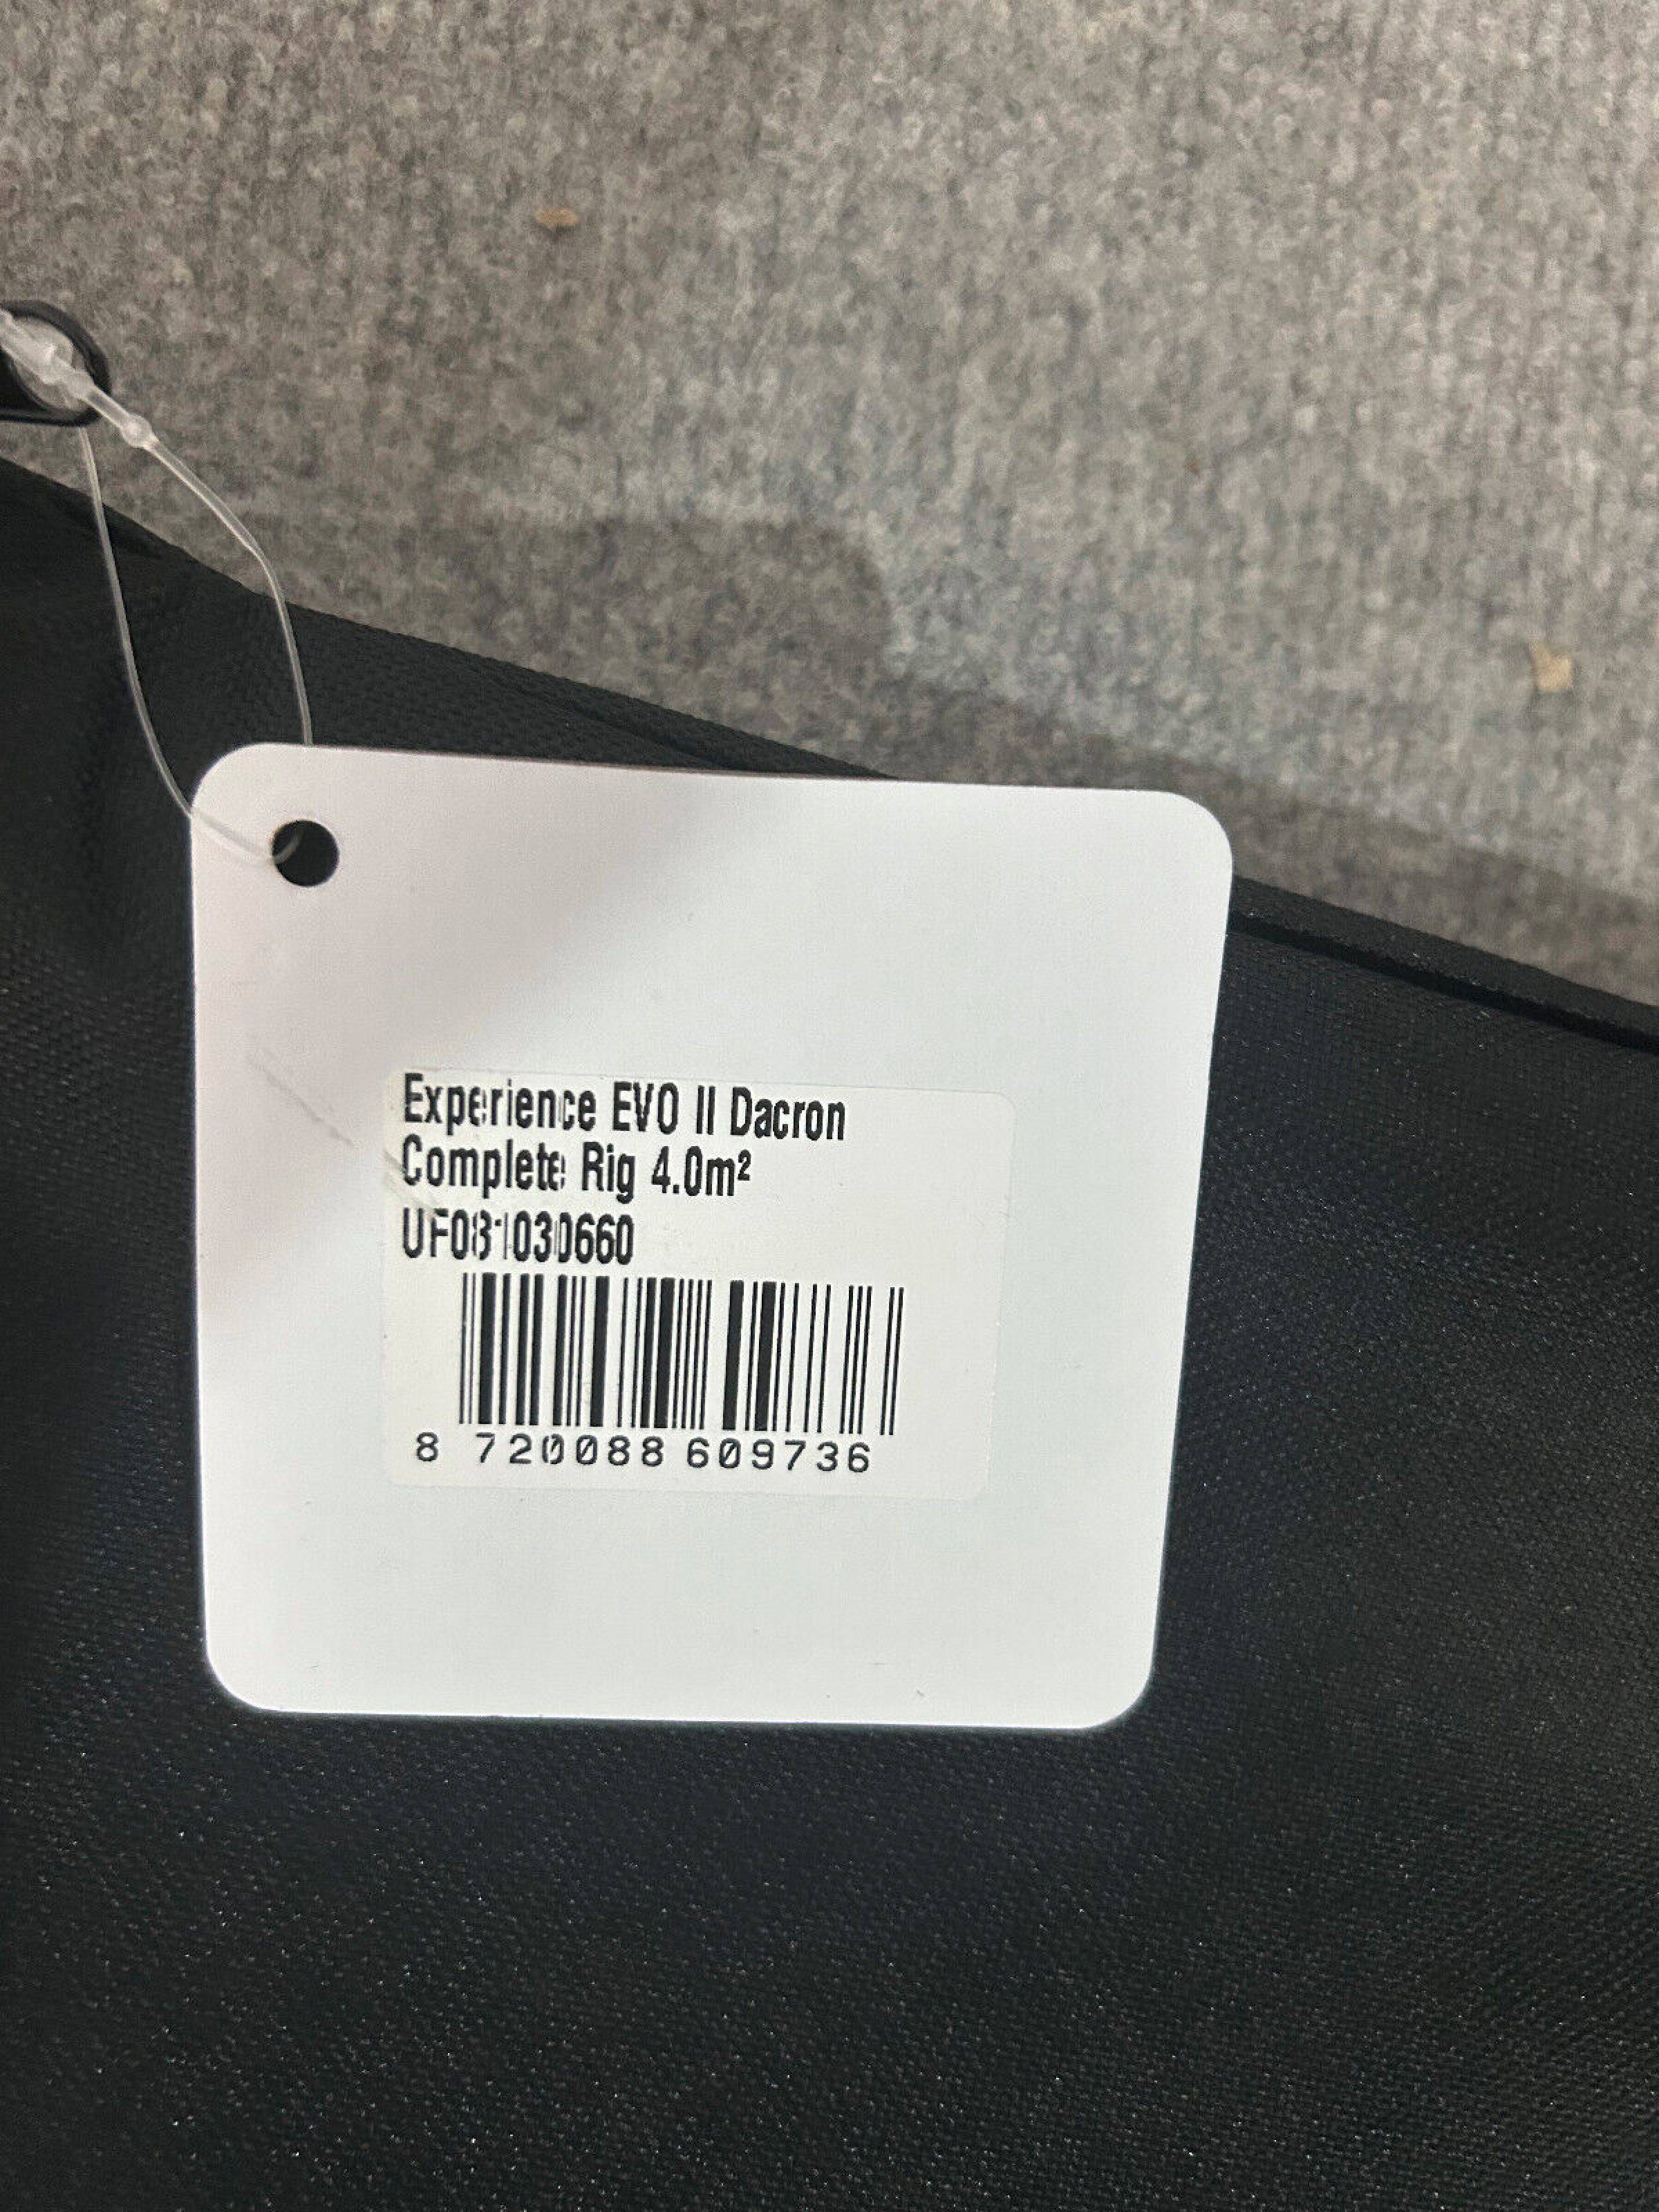 Experience EVO II Dacron
Complete Rig 4.0m²
UF081030660
8 720088 609736